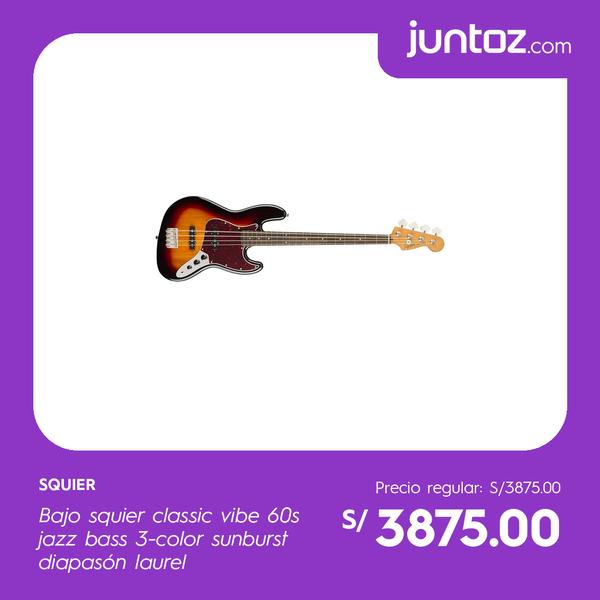 juntoz.com
SQUIER
Bajo squier classic vibe 60s
jazz bass 3-color sunburst
diapasón laurel
Precio regular: S/3875.00
S/ 3875.00